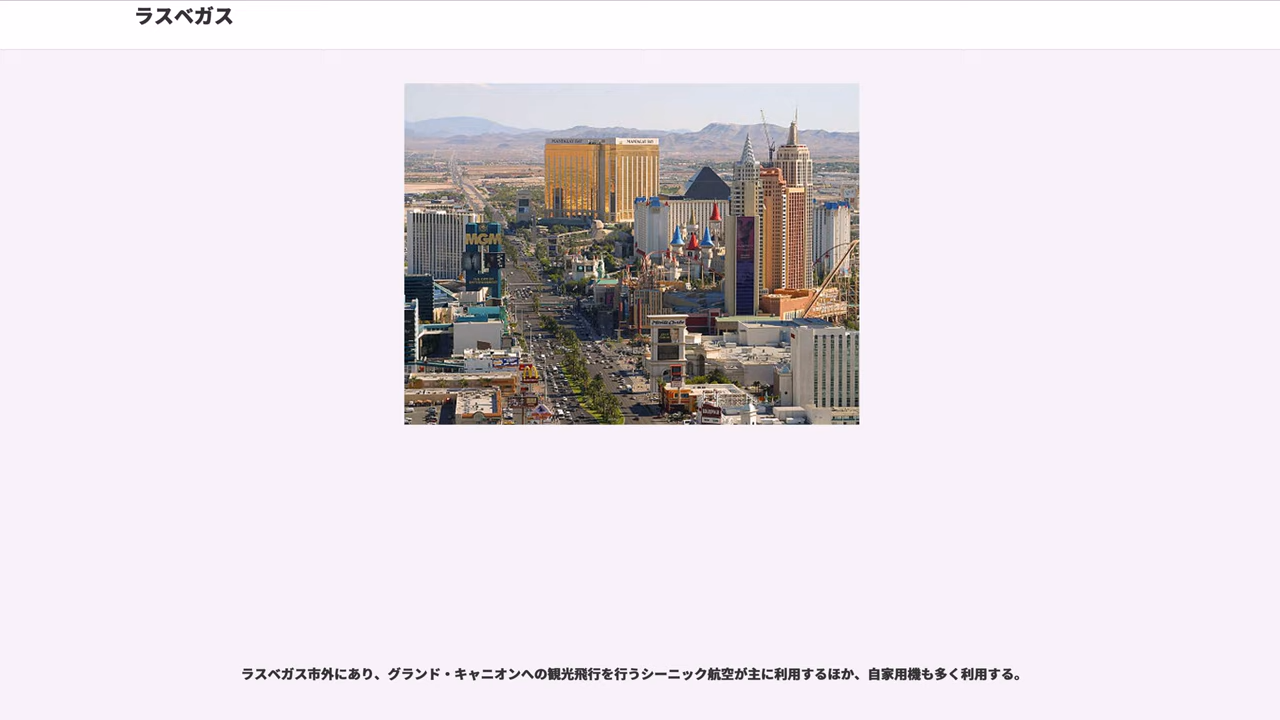 ラスベガス
MGM
ラスベガス市外にあり、グランド・キャニオンへの観光飛行を行うシーニック航空が主に利用するほか、自家用機も多く利用する。